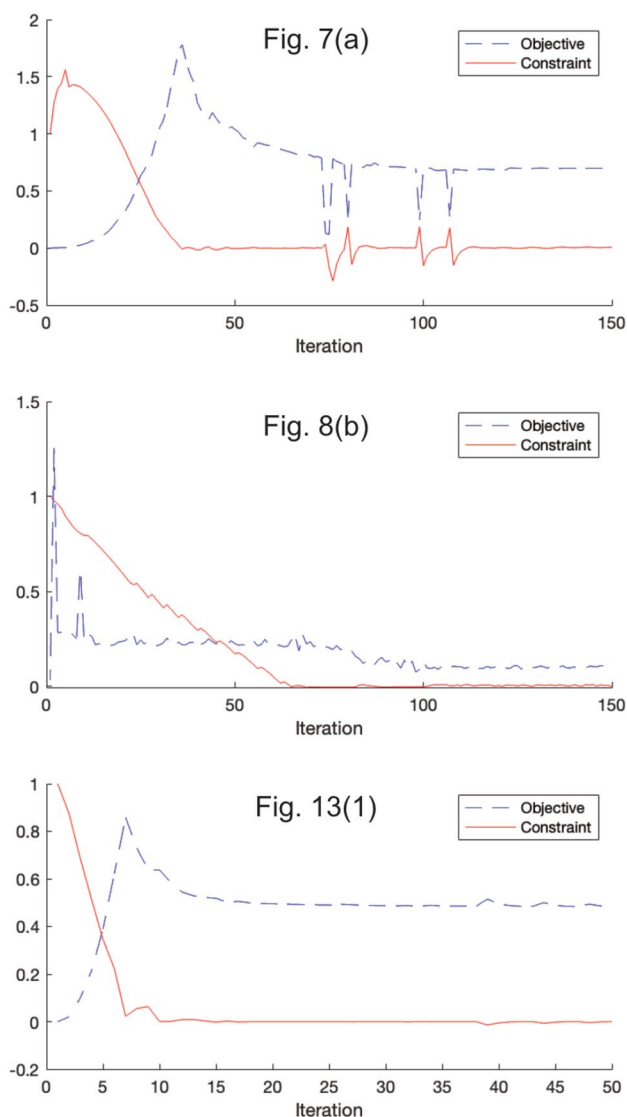 Fig. 7(a)
Objective
Constraint
2
1.5
1
0.5
0
-0.5
0 50 100 150
Iteration
Fig. 8(b)
Objective
Constraint
1.5
1
0.5
0
0 50 100 150
Iteration
Fig. 13(1)
Objective
Constraint
1
0.8
0.6
0.4
0.2
0
-0.2
0 5 10 15 20 25 30 35 40 45 50
Iteration